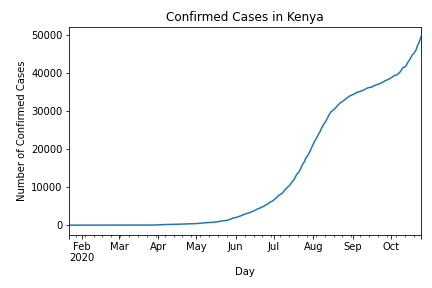 Confirmed Cases in Kenya
Number of Confirmed Cases
50000
40000
30000
20000
10000
0
Feb Mar Apr May Jun Jul Aug Sep Oct
2020
Day